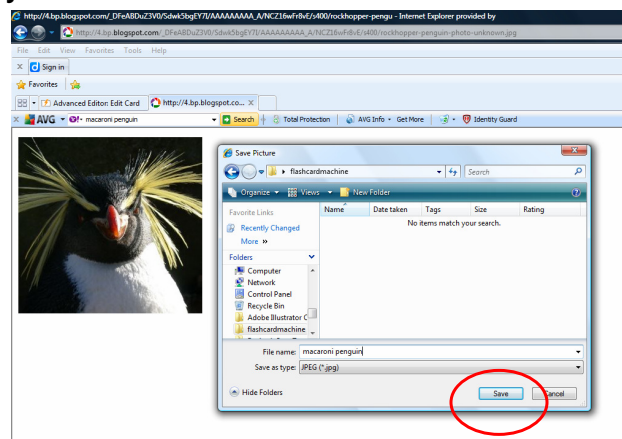 http://4.bp.blogspot.com/_DFeABDuZ3V0/Sdwk5bgEY7I/AAAAAAAAA_A/NCZ16wFr8vE/s400/rockhopper-pengu - Internet Explorer provided by
http://4.bp.blogspot.com/_DFeABDuZ3V0/Sdwk5bgEY7I/AAAAAAAAA_A/NCZ16wFr8vE/s400/rockhopper-penguin-photo-unknown.jpg
File Edit View Favorites Tools Help
x Sign in
Favorites
Advanced Editor: Edit Card http://4.bp.blogspot.co... X
x AVG macaroni penguin Search Total Protection AVG Info Get More Identity Guard
Save Picture
flashcardmachine Search
Organize Views New Folder
Favorite Links
Recently Changed
More »
Folders
Computer
Network
Control Panel
Recycle Bin
Adobe Illustrator C
flashcardmachine
Name Date taken Tags Size Rating
No items match your search.
File name: macaroni penguin
Save as type: JPEG (*.jpg)
Hide Folders Save Cancel